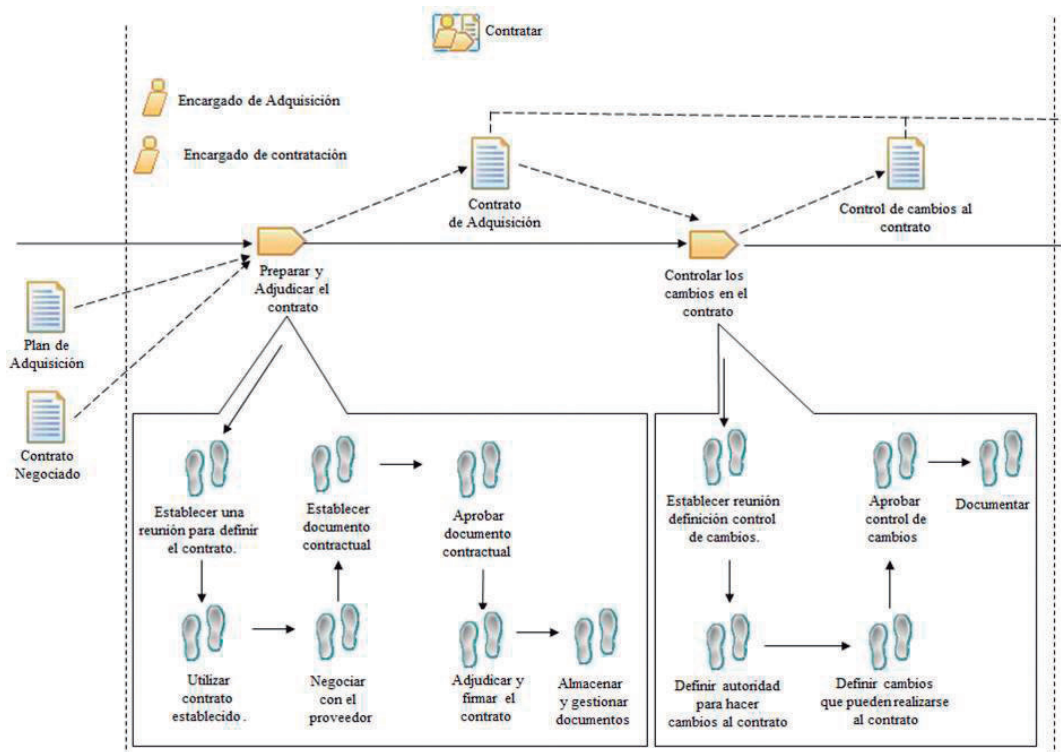 Contratar
Encargado de Adquisición
Encargado de contratación
Contrato
de Adquisición
Control de cambios al
contrato
Preparar y
Adjudicar el
contrato
Controlar los
cambios en el
contrato
Plan de
Adquisición
Contrato
Negociado
Establecer una
reunión para definir
el contrato.
Establecer
documento
contractual
Aprobar
documento
contractual
Utilizar
contrato
establecido.
Negociar
con el
proveedor
Adjudicar y
firmar el
contrato
Almacenar
y gestionar
documentos
Establecer reunión
definición control
de cambios.
Aprobar
control de
cambios
Documentar
Definir autoridad
para hacer
cambios al contrato
Definir cambios
que pueden realizarse
al contrato